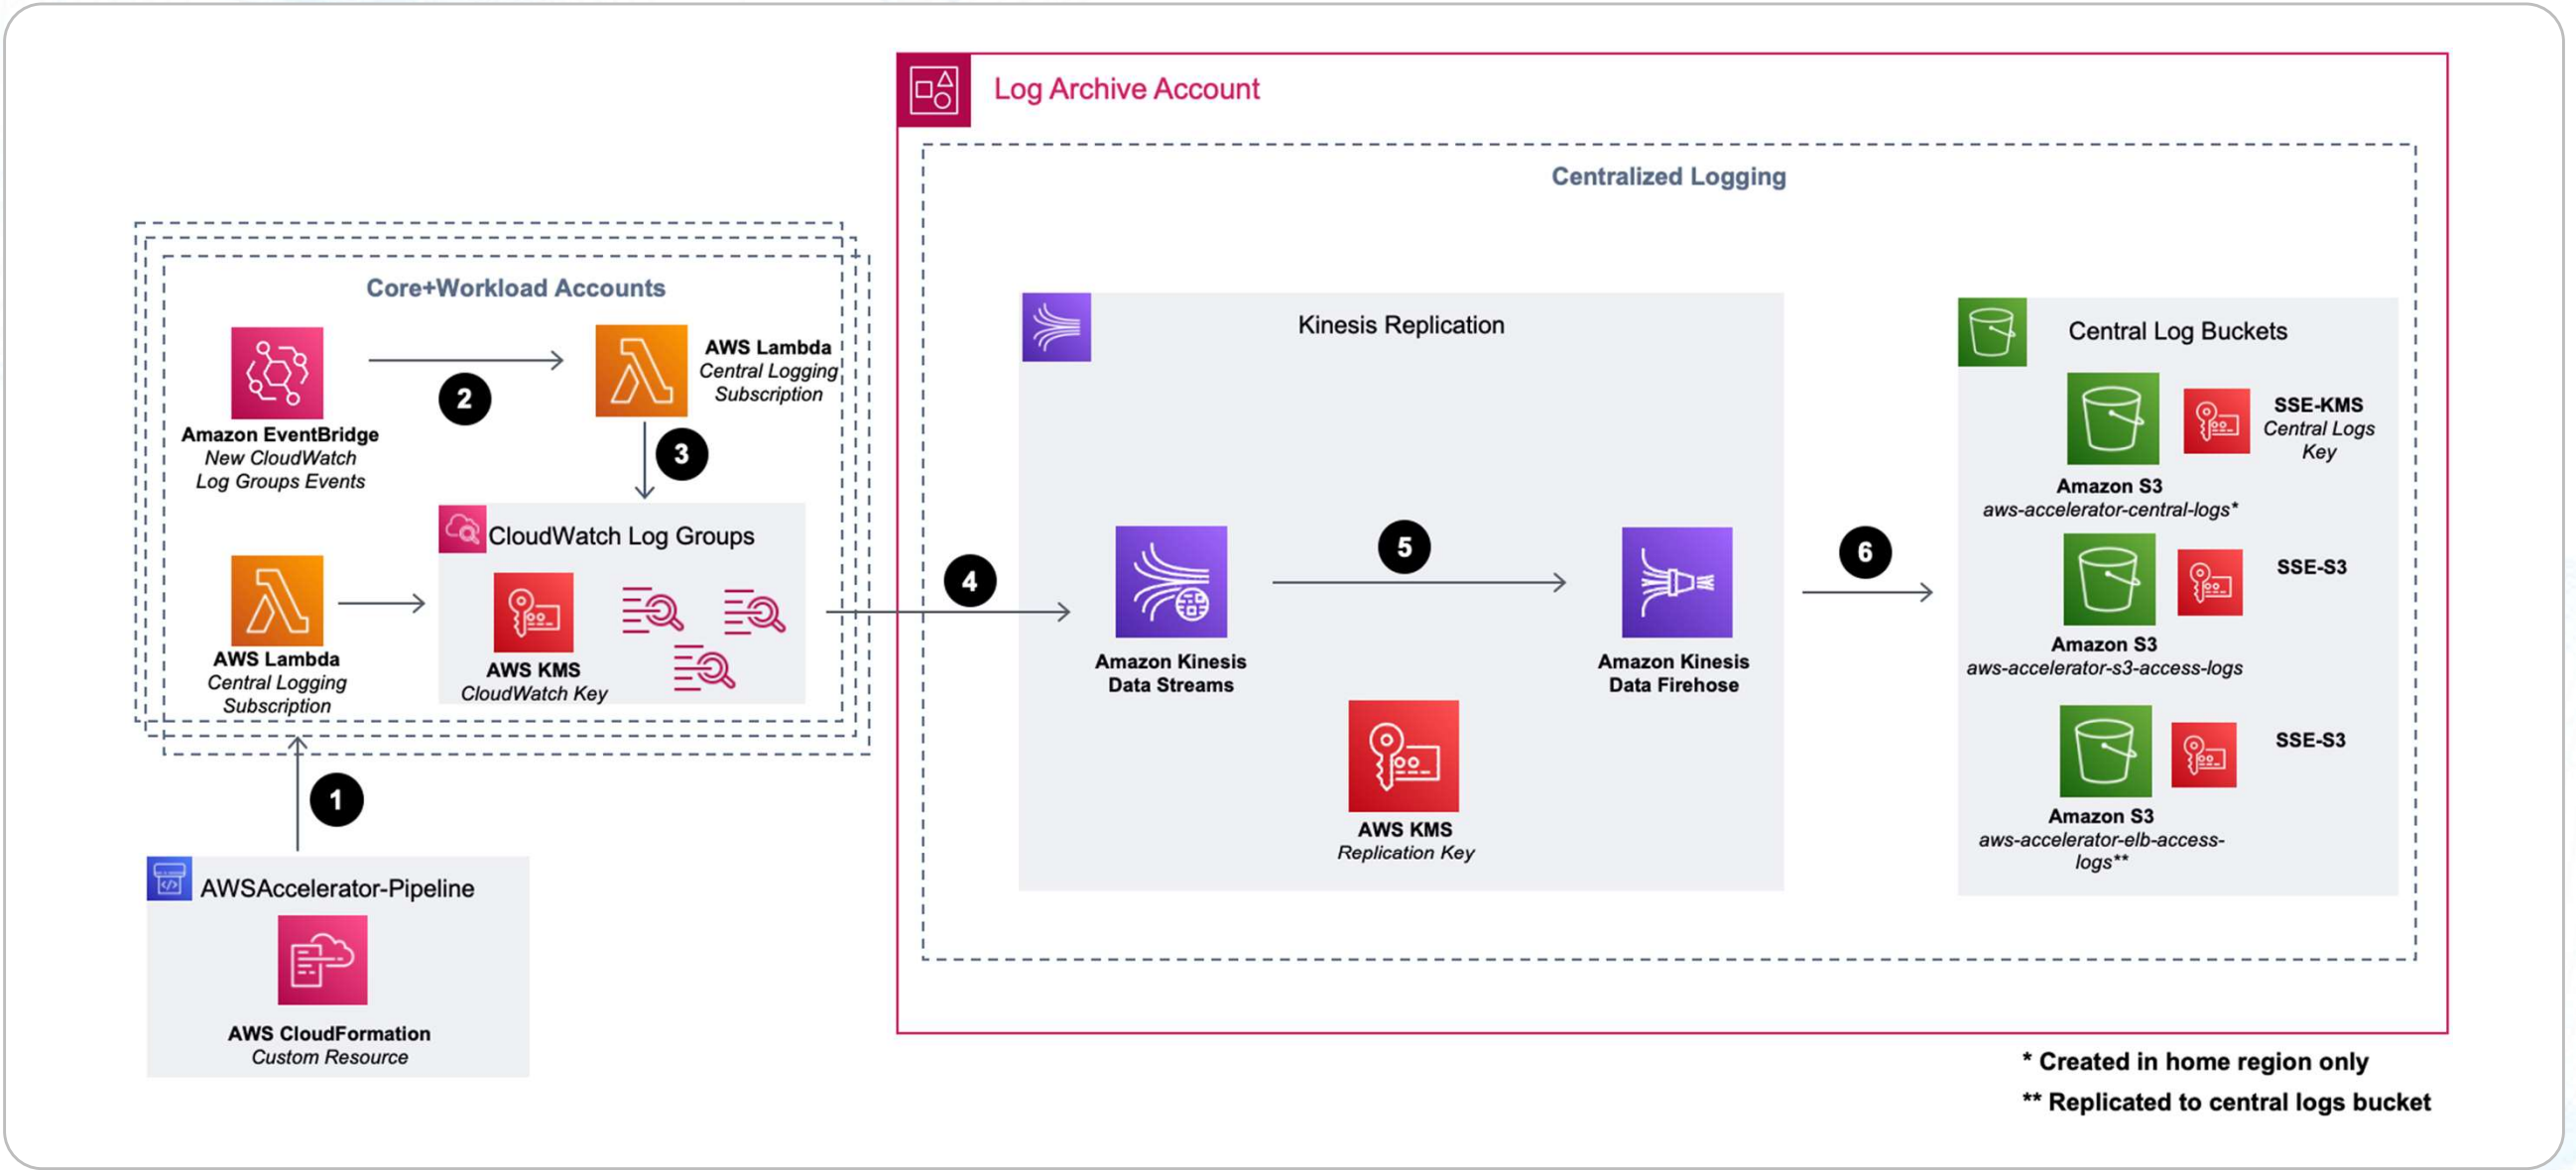 Log Archive Account
Centralized Logging
Core+Workload Accounts
Amazon EventBridge
New CloudWatch
Log Groups Events
2
AWS Lambda
Central Logging
Subscription
3
AWS Lambda
Central Logging
Subscription
CloudWatch Log Groups
AWS KMS
CloudWatch Key
1
AWSAccelerator-Pipeline
AWS CloudFormation
Custom Resource
4
Kinesis Replication
Amazon Kinesis
Data Streams
5
Amazon Kinesis
Data Firehose
AWS KMS
Replication Key
6
Central Log Buckets
SSE-KMS
Central Logs
Key
Amazon S3
aws-accelerator-central-logs*
SSE-S3
Amazon S3
aws-accelerator-s3-access-logs
SSE-S3
Amazon S3
aws-accelerator-elb-access-
logs**
* Created in home region only
** Replicated to central logs bucket